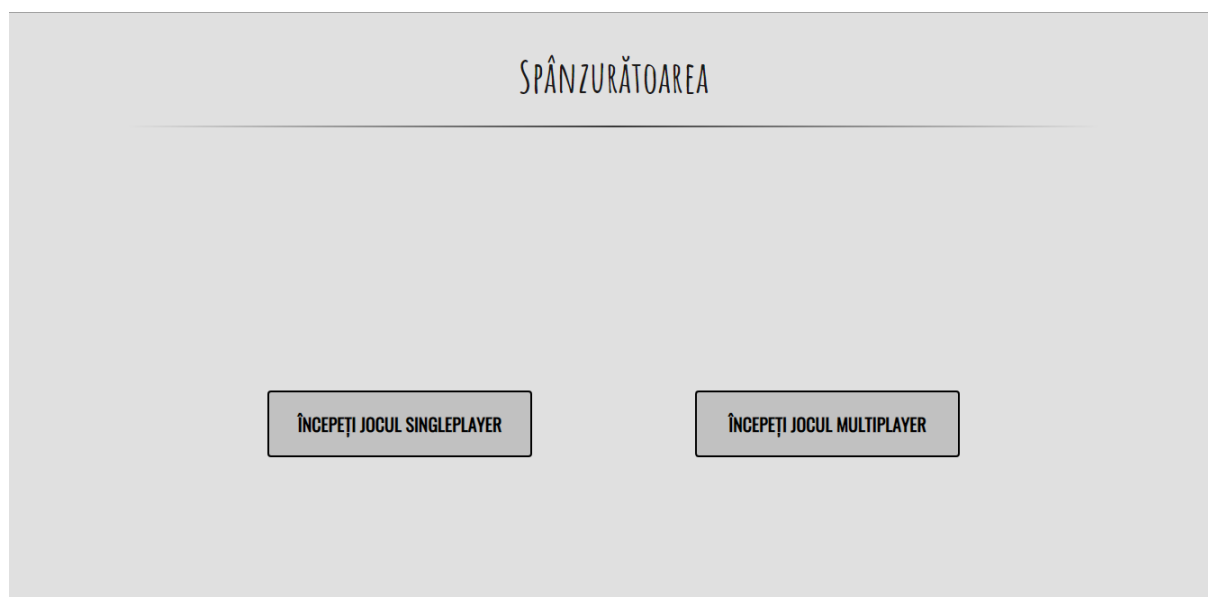 Spânzurătoarea
ÎNCEPEȚI JOCUL SINGLEPLAYER
ÎNCEPEȚI JOCUL MULTIPLAYER